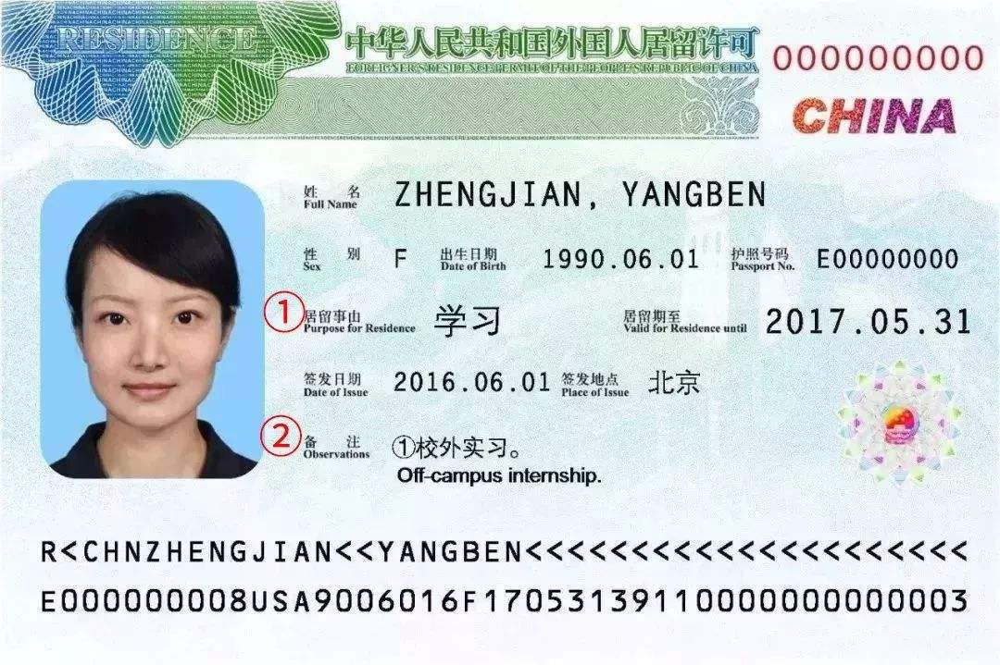 RESIDENCE
中华人民共和国外国人居留许可
FOREIGNER'S RESIDENCE PERMIT OF THE PEOPLE'S REPUBLIC OF CHINA
000000000
CHINA
姓 名 ZHENGJIAN, YANGBEN
Full Name
性 别 F 出生日期 1990.06.01 护照号码 E00000000
Sex Date of Birth Passport No.
① 居留事由 学习 居留期至 2017.05.31
Purpose for Residence Valid for Residence until
签发日期 2016.06.01 签发地点 北京
Date of Issue Place of Issue
② 备 注 ①校外实习。
Observations Off-campus internship.
R<CHNZHENGJIAN<<YANGBEN<<<<<<<<<<<<<<<<<<<<<
E000000008USA9006016F1705313911000000000000003